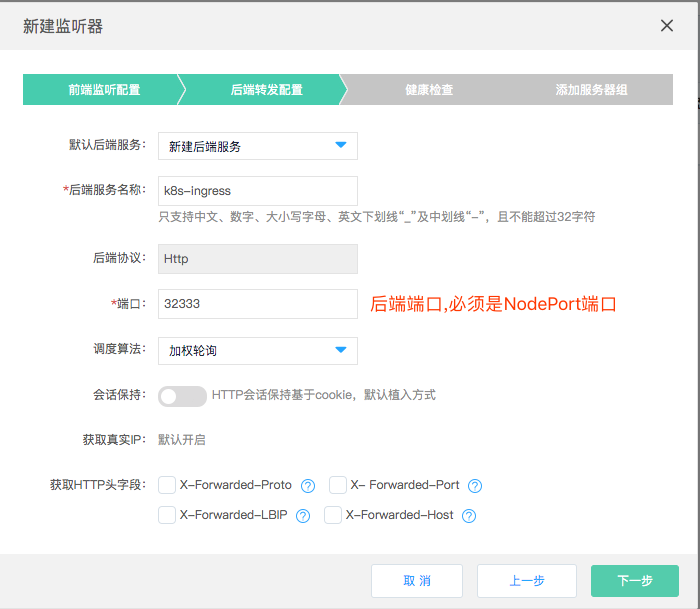 新建监听器
前端监听配置 后端转发配置 健康检查 添加服务器组
默认后端服务： 新建后端服务
*后端服务名称： k8s-ingress
只支持中文、数字、大小写字母、英文下划线“_”及中划线“-”，且不能超过32字符
后端协议： Http
*端口： 32333 后端端口,必须是NodePort端口
调度算法： 加权轮询
会话保持： HTTP会话保持基于cookie，默认植入方式
获取真实IP： 默认开启
获取HTTP头字段： X-Forwarded-Proto ? X- Forwarded-Port ?
X-Forwarded-LBIP ? X-Forwarded-Host ?
取 消 上一步 下一步